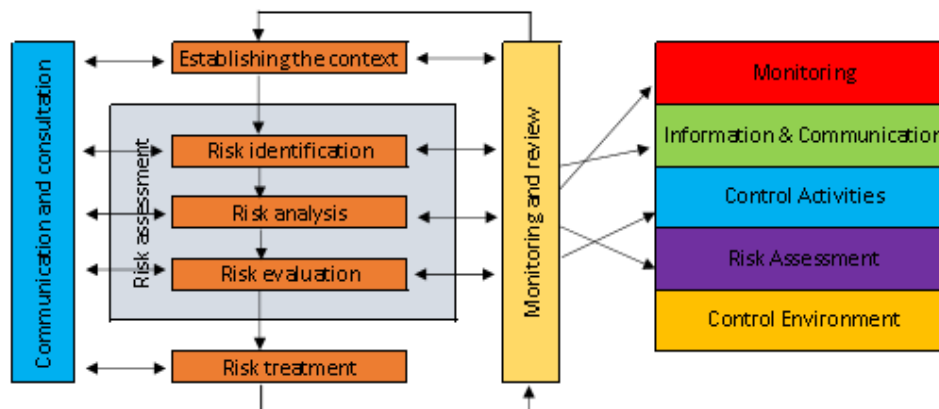 Communication and consultation
Establishing the context
Risk assessment
Risk identification
Risk analysis
Risk evaluation
Risk treatment
Monitoring and review
Monitoring
Information & Communication
Control Activities
Risk Assessment
Control Environment